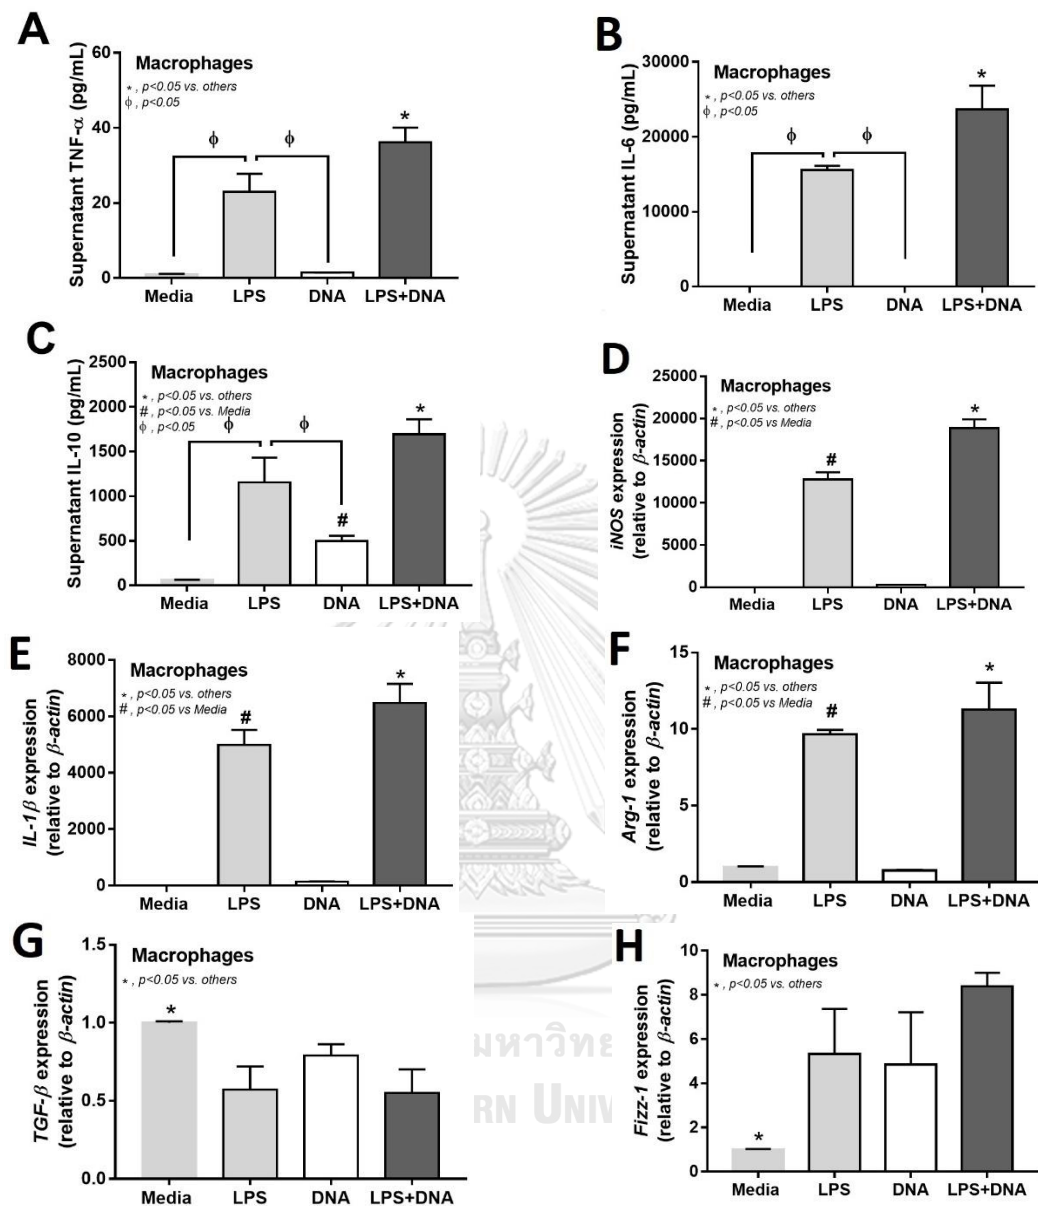 A
Supernatant TNF-α (pg/mL)
60
40
20
0
Macrophages
*, p<0.05 vs. others
ϕ, p<0.05
ϕ ϕ *
Media LPS DNA LPS+DNA
B
Supernatant IL-6 (pg/mL)
30000
20000
10000
0
Macrophages
*, p<0.05 vs. others
ϕ, p<0.05
ϕ ϕ *
Media LPS DNA LPS+DNA
C
Supernatant IL-10 (pg/mL)
2500
2000
1500
1000
500
0
Macrophages
*, p<0.05 vs. others
#, p<0.05 vs. Media
ϕ, p<0.05
ϕ ϕ # *
Media LPS DNA LPS+DNA
D
iNOS expression
(relative to β-actin)
25000
20000
15000
10000
5000
0
Macrophages
*, p<0.05 vs. others
#, p<0.05 vs Media
# *
Media LPS DNA LPS+DNA
E
IL-1β expression
(relative to β-actin)
8000
6000
4000
2000
0
Macrophages
*, p<0.05 vs. others
#, p<0.05 vs Media
# *
Media LPS DNA LPS+DNA
F
Arg-1 expression
(relative to β-actin)
15
10
5
0
Macrophages
*, p<0.05 vs. others
#, p<0.05 vs Media
# *
Media LPS DNA LPS+DNA
G
TGF-β expression
(relative to β-actin)
1.5
1.0
0.5
0.0
Macrophages
*, p<0.05 vs. others
*
Media LPS DNA LPS+DNA
H
Fizz-1 expression
(relative to β-actin)
8
6
4
2
0
10
Macrophages
*, p<0.05 vs. others
*
Media LPS DNA LPS+DNA
มหาวิทย
RN UNIV